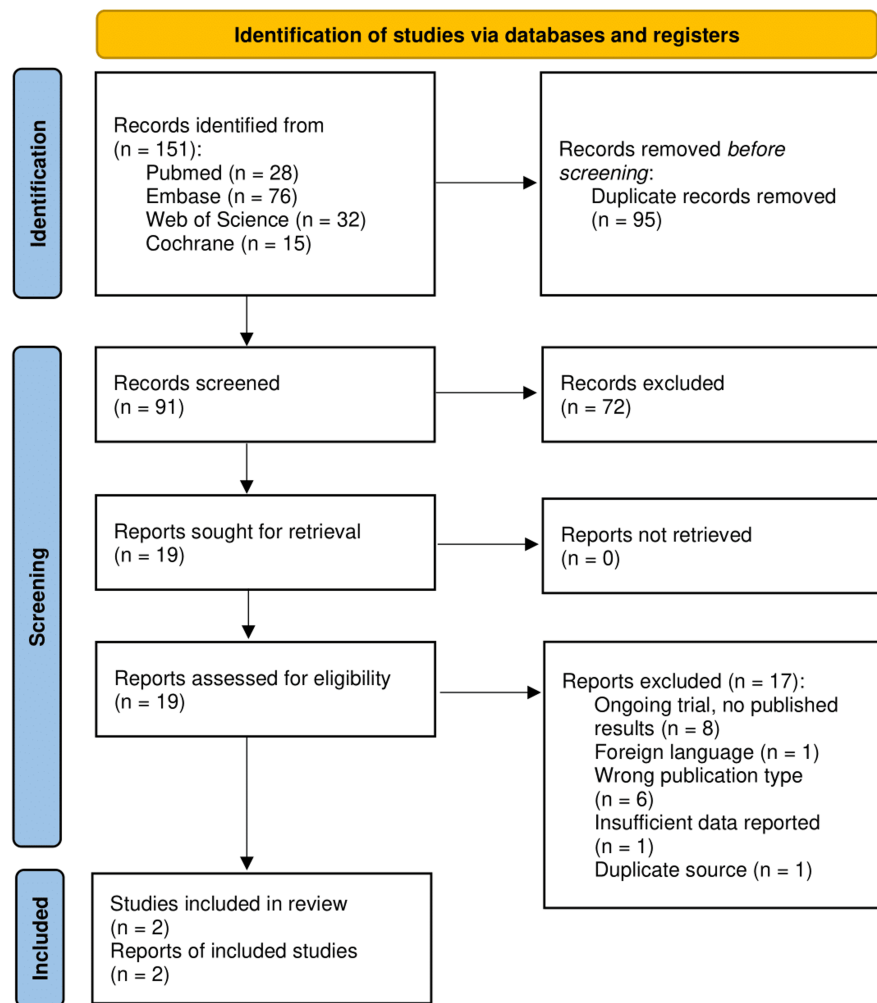 Identification of studies via databases and registers
Identification
Records identified from
(n = 151):
Pubmed (n = 28)
Embase (n = 76)
Web of Science (n = 32)
Cochrane (n = 15)
Records removed before
screening:
Duplicate records removed
(n = 95)
Screening
Records screened
(n = 91)
Records excluded
(n = 72)
Reports sought for retrieval
(n = 19)
Reports not retrieved
(n = 0)
Reports assessed for eligibility
(n = 19)
Reports excluded (n = 17):
Ongoing trial, no published
results (n = 8)
Foreign language (n = 1)
Wrong publication type
(n = 6)
Insufficient data reported
(n = 1)
Duplicate source (n = 1)
Included
Studies included in review
(n = 2)
Reports of included studies
(n = 2)